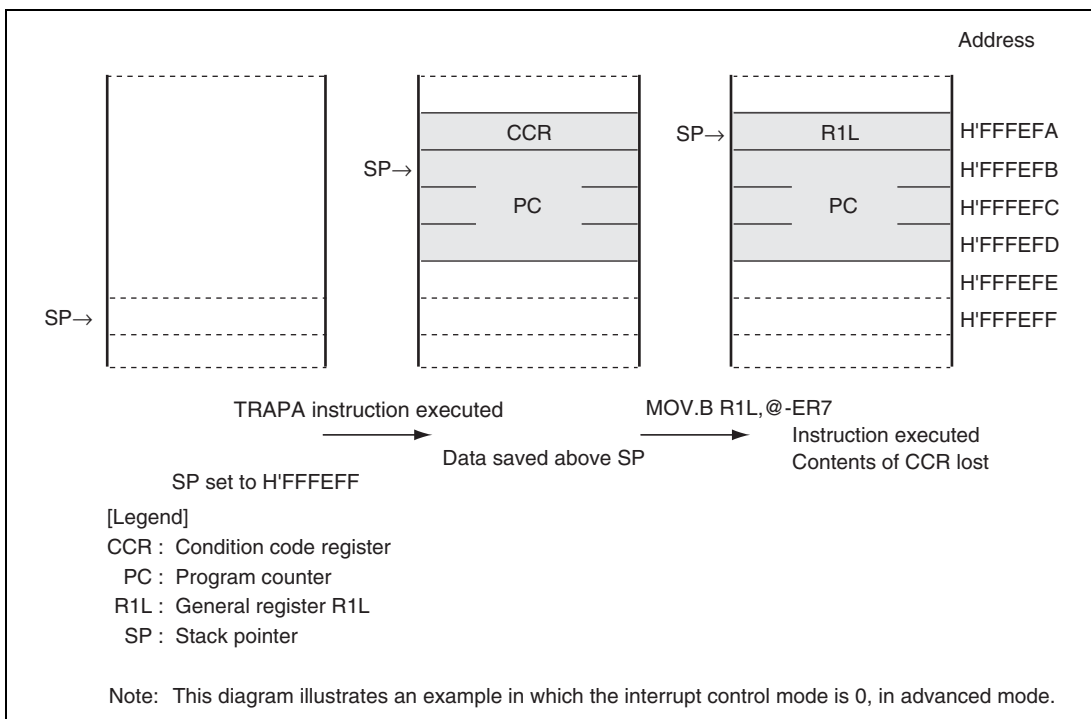 Address
CCR
R1L
SP→
H'FFFEFA
SP→
H'FFFEFB
PC
PC
H'FFFEFC
H'FFFEFD
H'FFFEFE
SP→
H'FFFEFF
TRAPA instruction executed
MOV.B R1L,@-ER7
Data saved above SP
Instruction executed
Contents of CCR lost
SP set to H'FFFEFF
[Legend]
CCR : Condition code register
PC : Program counter
R1L : General register R1L
SP : Stack pointer
Note: This diagram illustrates an example in which the interrupt control mode is 0, in advanced mode.